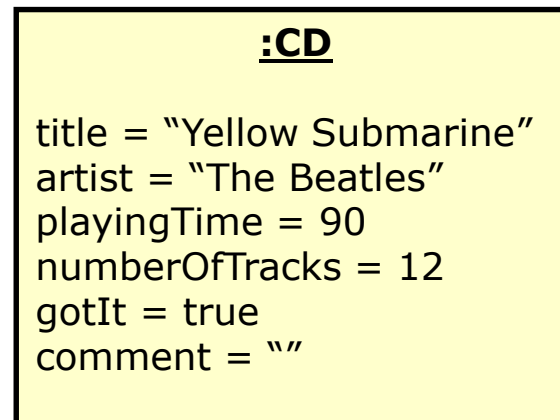 :CD
title = “Yellow Submarine”
artist = “The Beatles”
playingTime = 90
numberOfTracks = 12
gotIt = true
comment = “”